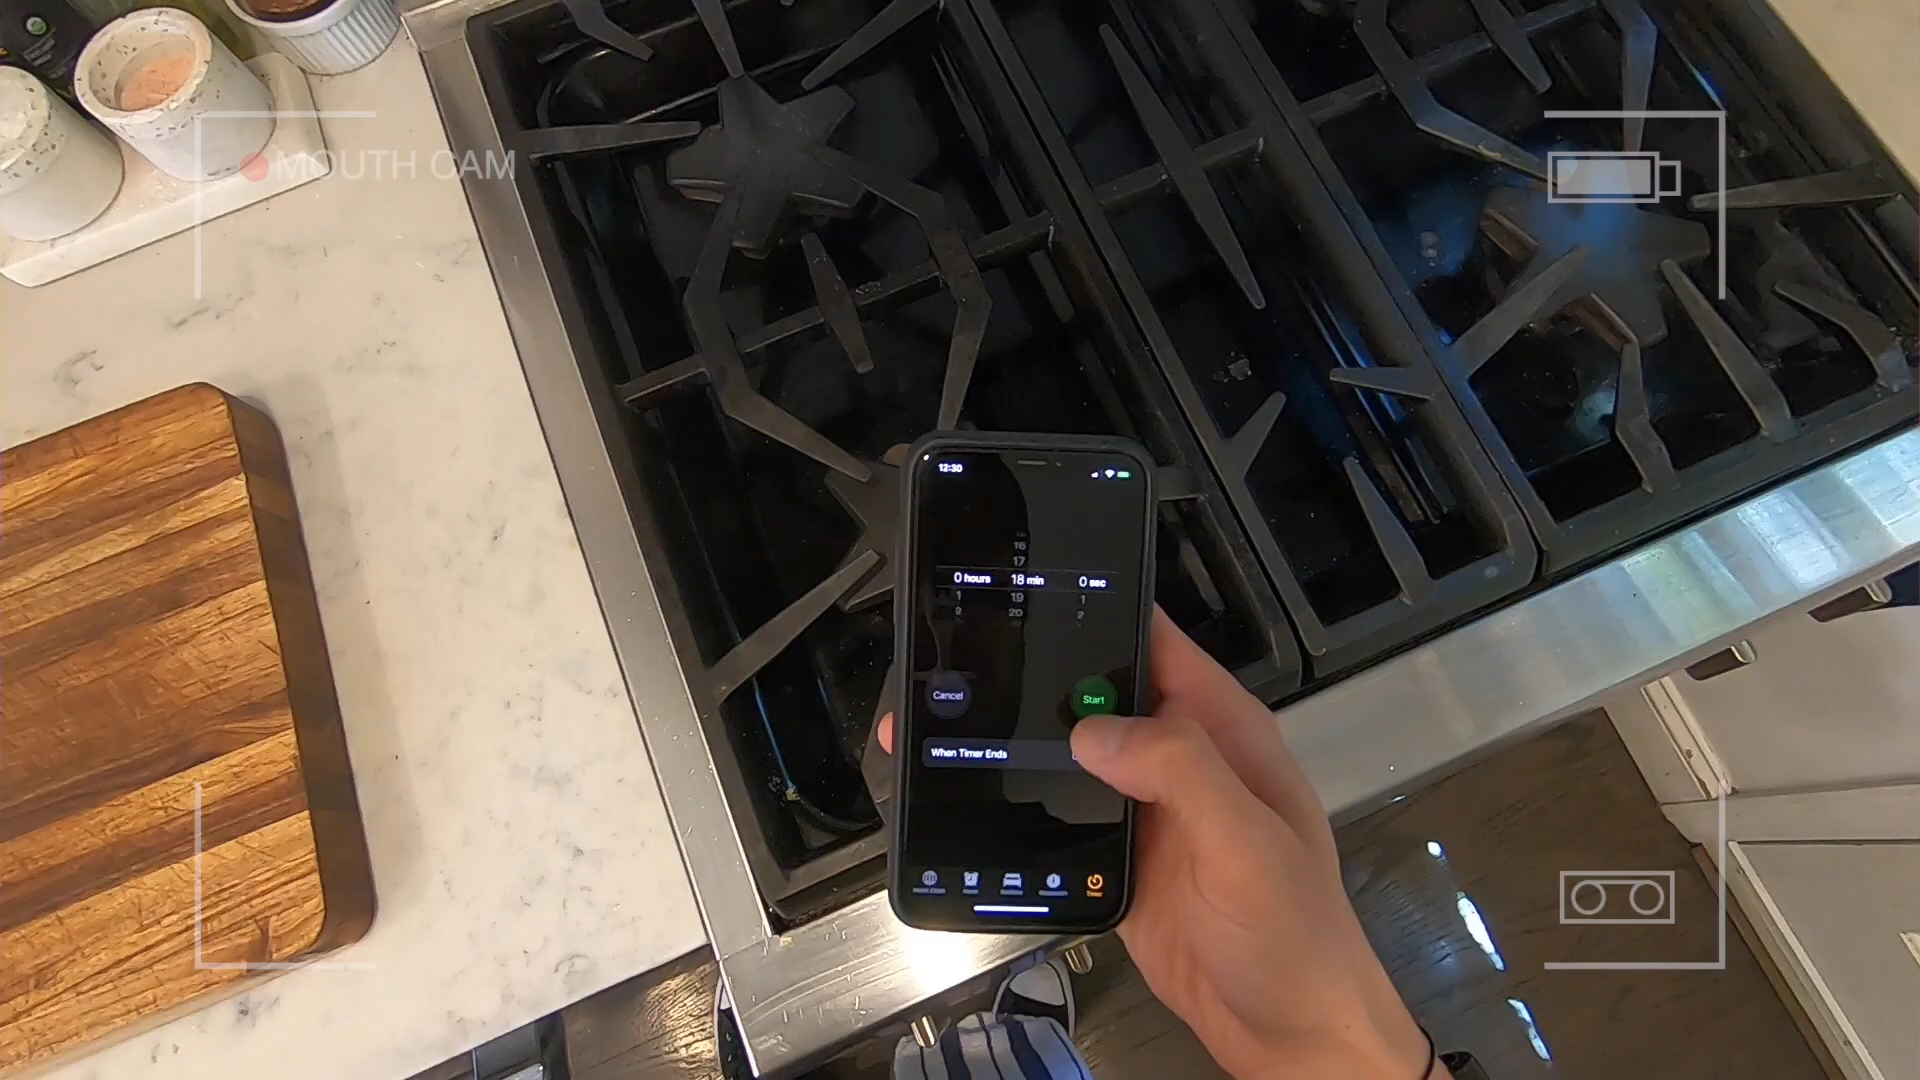 MOUTH CAM
12:30
16
17
0 hours 18 min 0 sec
1 19 1
2 20 2
Cancel Start
When Timer Ends